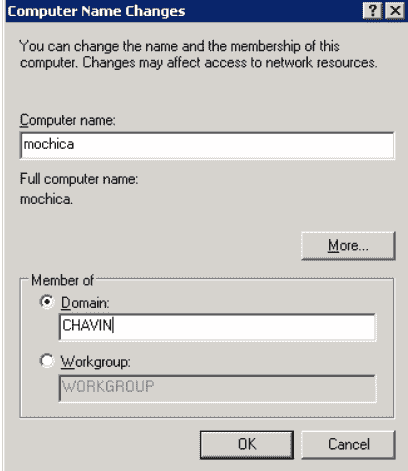 Computer Name Changes
You can change the name and the membership of this
computer. Changes may affect access to network resources.
Computer name:
mochica
Full computer name:
mochica.
More...
Member of
Domain:
CHAVIN
Workgroup:
WORKGROUP
OK Cancel